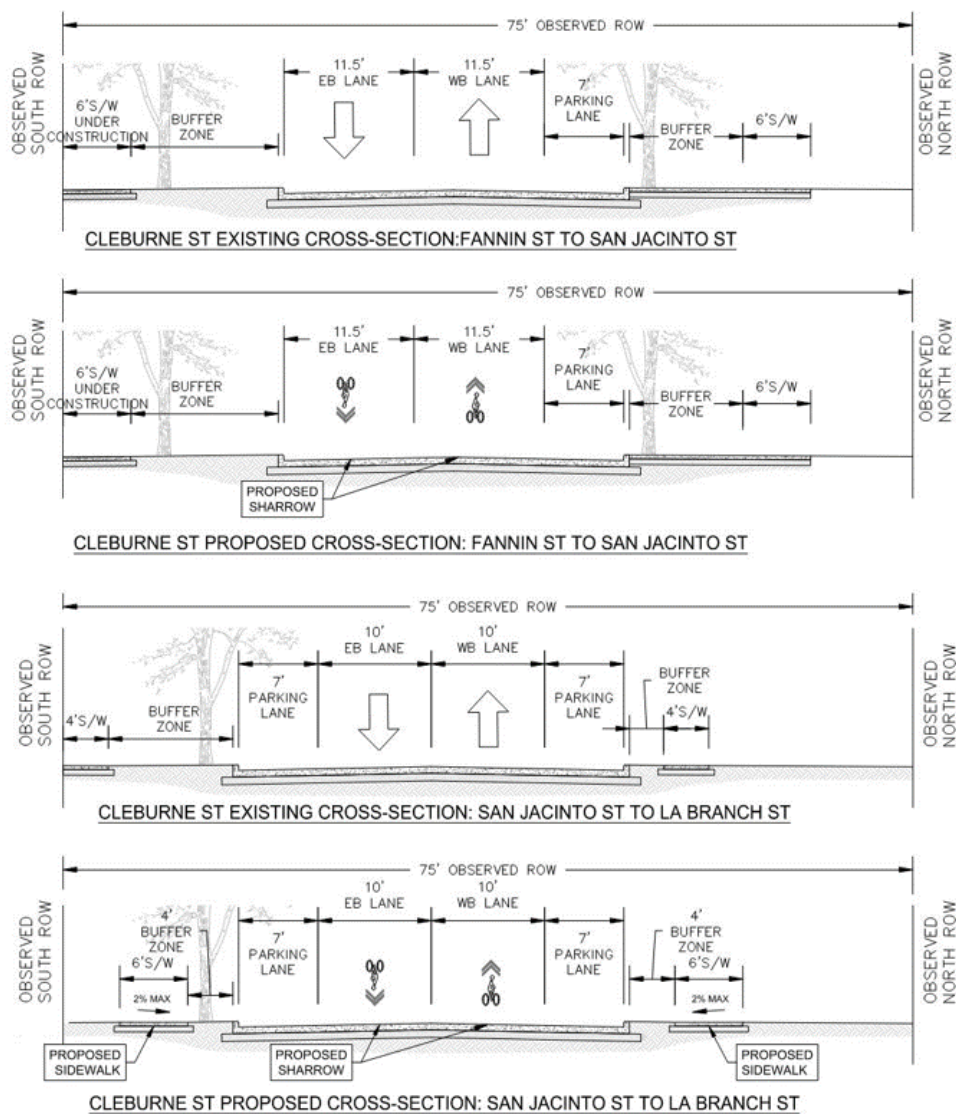 75' OBSERVED ROW
OBSERVED
SOUTH ROW
6'S/W
UNDER
CONSTRUCTION
BUFFER
ZONE
11.5'
EB LANE
11.5'
WB LANE
7'
PARKING
LANE
BUFFER
ZONE
6'S/W
OBSERVED
NORTH ROW
CLEBURNE ST EXISTING CROSS-SECTION:FANNIN ST TO SAN JACINTO ST
75' OBSERVED ROW
OBSERVED
SOUTH ROW
6'S/W
UNDER
CONSTRUCTION
BUFFER
ZONE
11.5'
EB LANE
11.5'
WB LANE
7'
PARKING
LANE
BUFFER
ZONE
6'S/W
OBSERVED
NORTH ROW
PROPOSED
SHARROW
CLEBURNE ST PROPOSED CROSS-SECTION: FANNIN ST TO SAN JACINTO ST
75' OBSERVED ROW
OBSERVED
SOUTH ROW
4'S/W
BUFFER
ZONE
7'
PARKING
LANE
10'
EB LANE
10'
WB LANE
7'
PARKING
LANE
BUFFER
ZONE
4'S/W
OBSERVED
NORTH ROW
CLEBURNE ST EXISTING CROSS-SECTION: SAN JACINTO ST TO LA BRANCH ST
75' OBSERVED ROW
OBSERVED
SOUTH ROW
4'
BUFFER
ZONE
6'S/W
2% MAX
7'
PARKING
LANE
10'
EB LANE
10'
WB LANE
7'
PARKING
LANE
4'
BUFFER
ZONE
6'S/W
2% MAX
OBSERVED
NORTH ROW
PROPOSED
SIDEWALK
PROPOSED
SHARROW
PROPOSED
SIDEWALK
CLEBURNE ST PROPOSED CROSS-SECTION: SAN JACINTO ST TO LA BRANCH ST